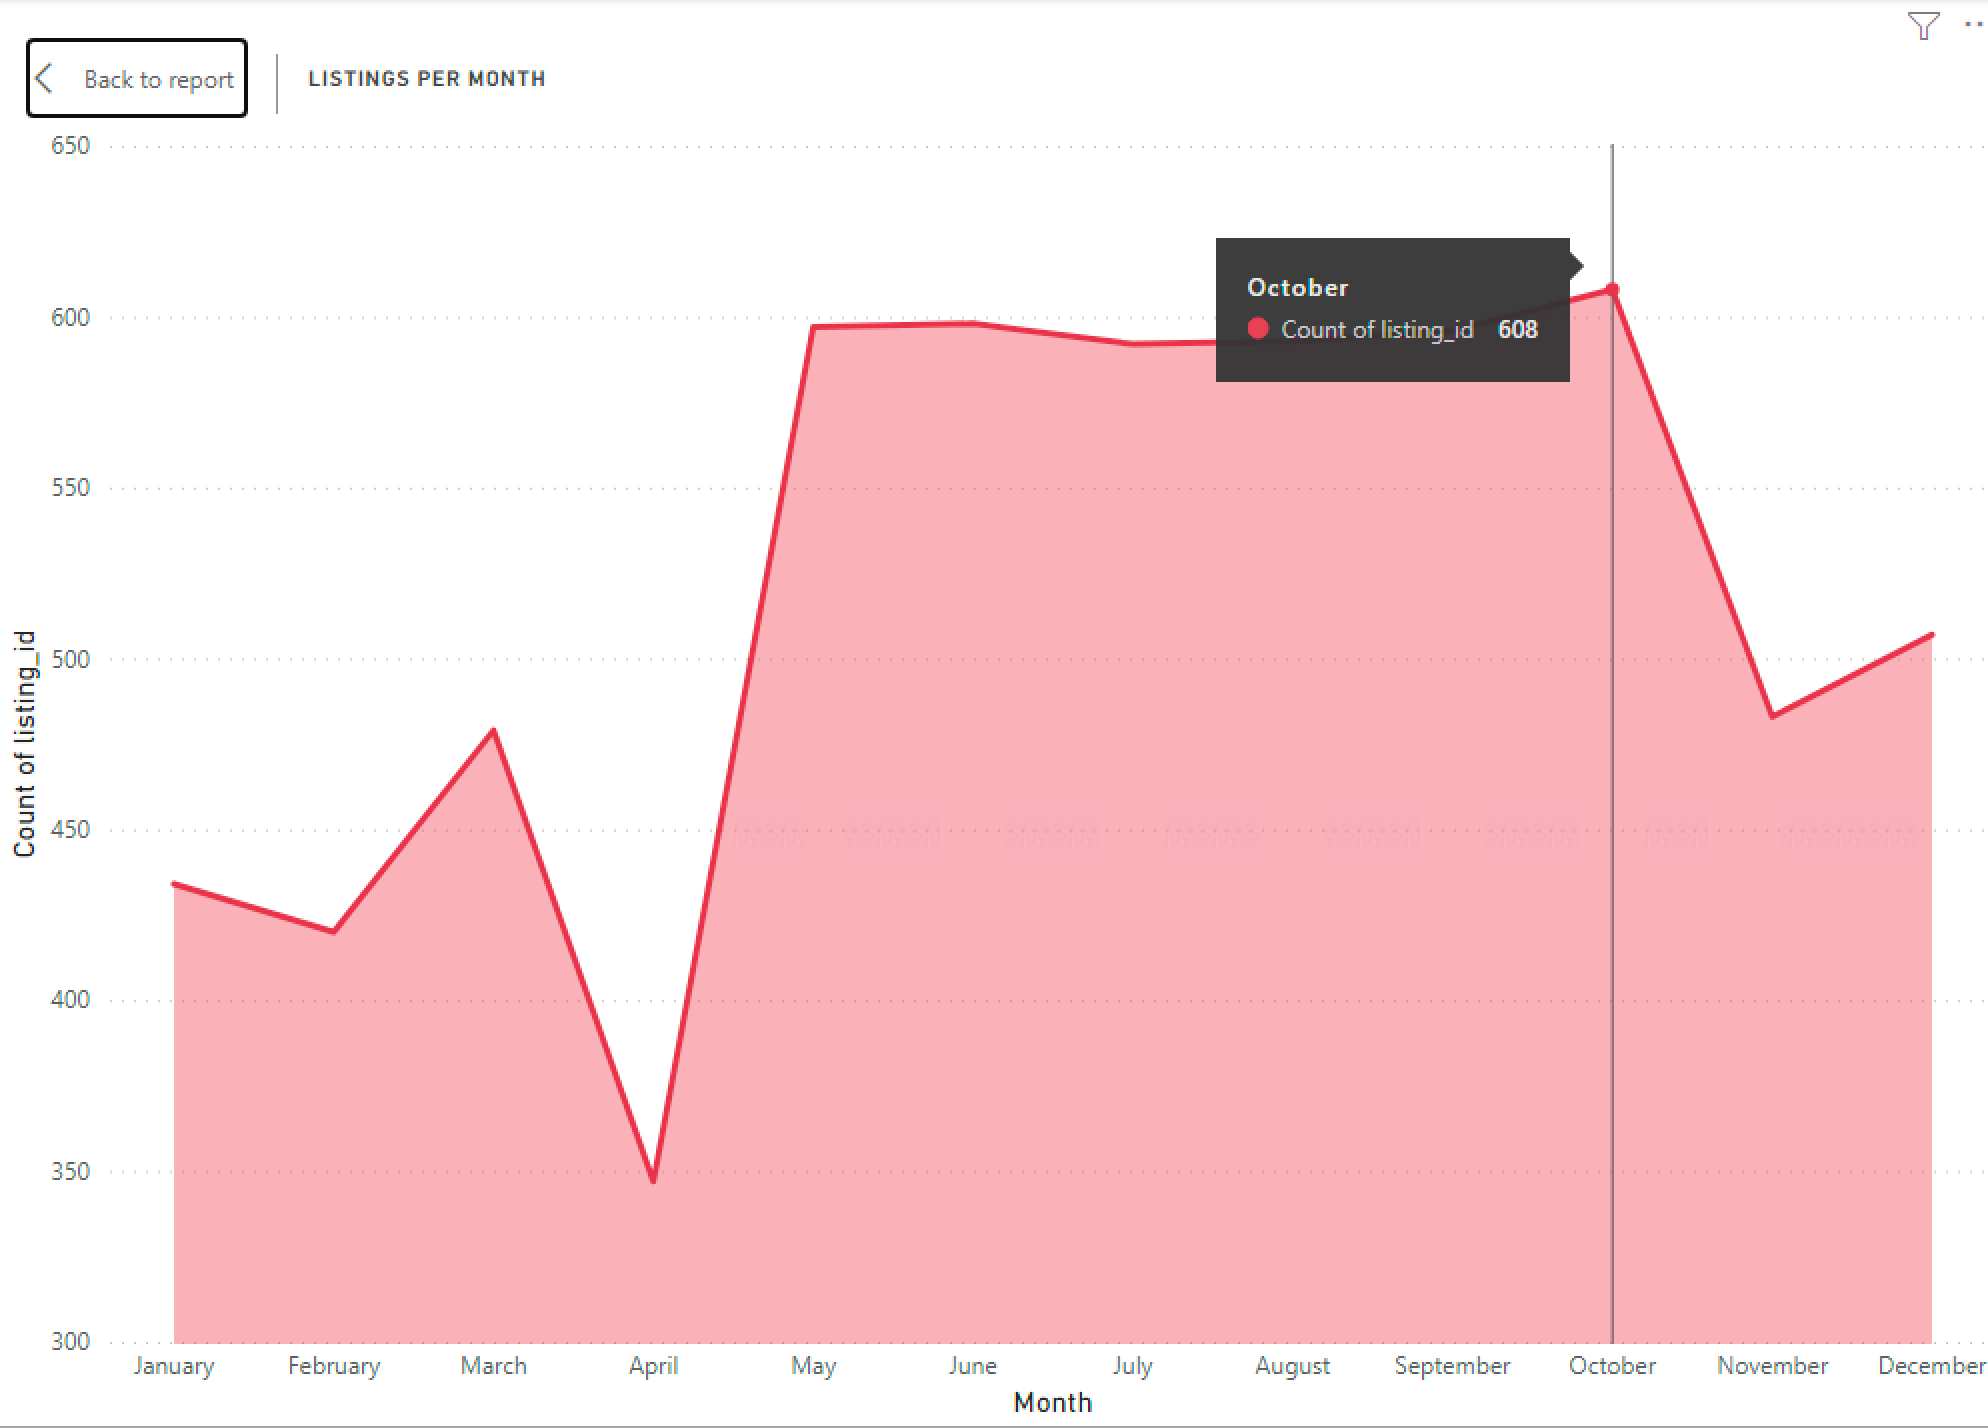 Back to report
LISTINGS PER MONTH
650
600
550
500
450
400
350
300
Count of listing_id
October
Count of listing_id 608
January February March April May June July August September October November December
Month